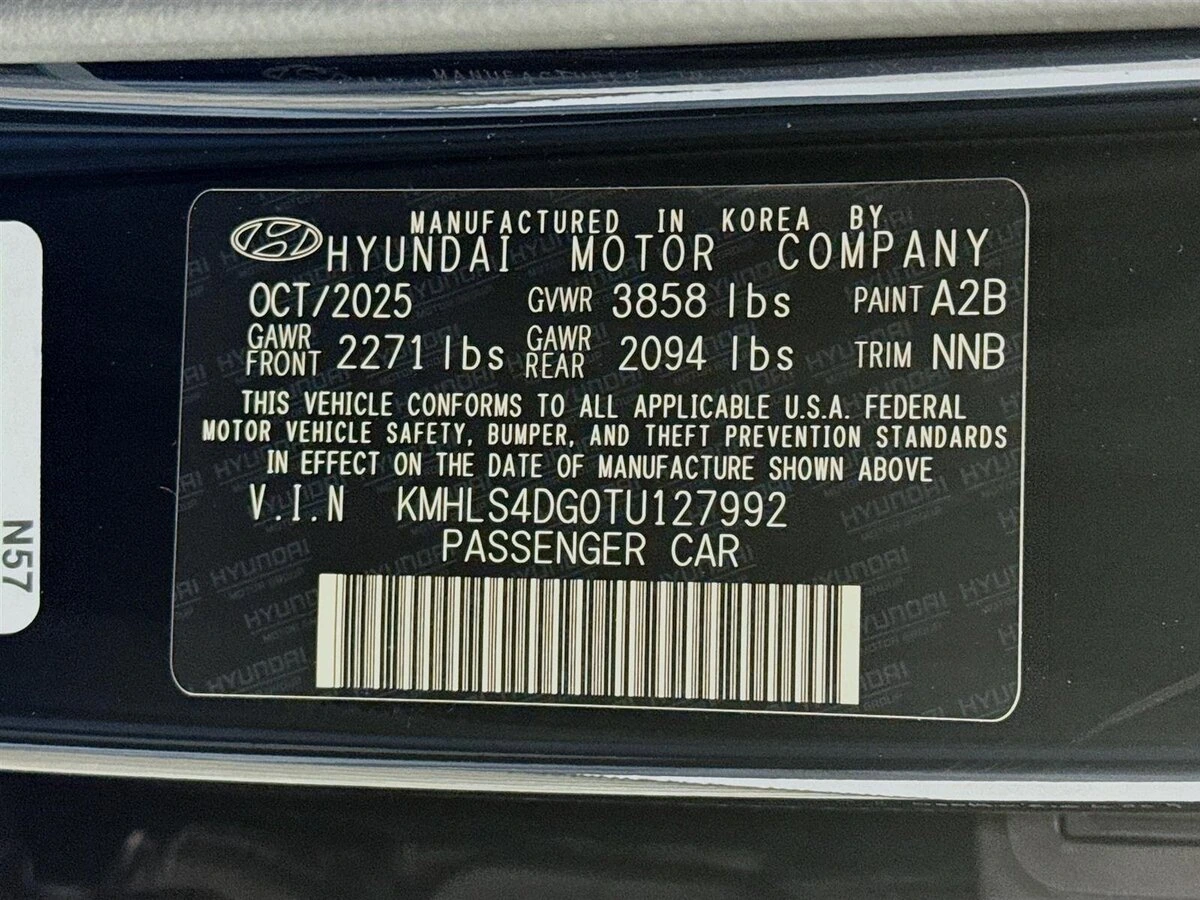 MANUFACTURED IN KOREA BY
HYUNDAI MOTOR COMPANY
OCT/2025 GVWR 3858 lbs PAINT A2B
GAWR FRONT 2271 lbs GAWR REAR 2094 lbs TRIM NNB
THIS VEHICLE CONFORMS TO ALL APPLICABLE U.S.A. FEDERAL
MOTOR VEHICLE SAFETY, BUMPER, AND THEFT PREVENTION STANDARDS
IN EFFECT ON THE DATE OF MANUFACTURE SHOWN ABOVE
V.I.N KMHLS4DG0TU127992
PASSENGER CAR
N57